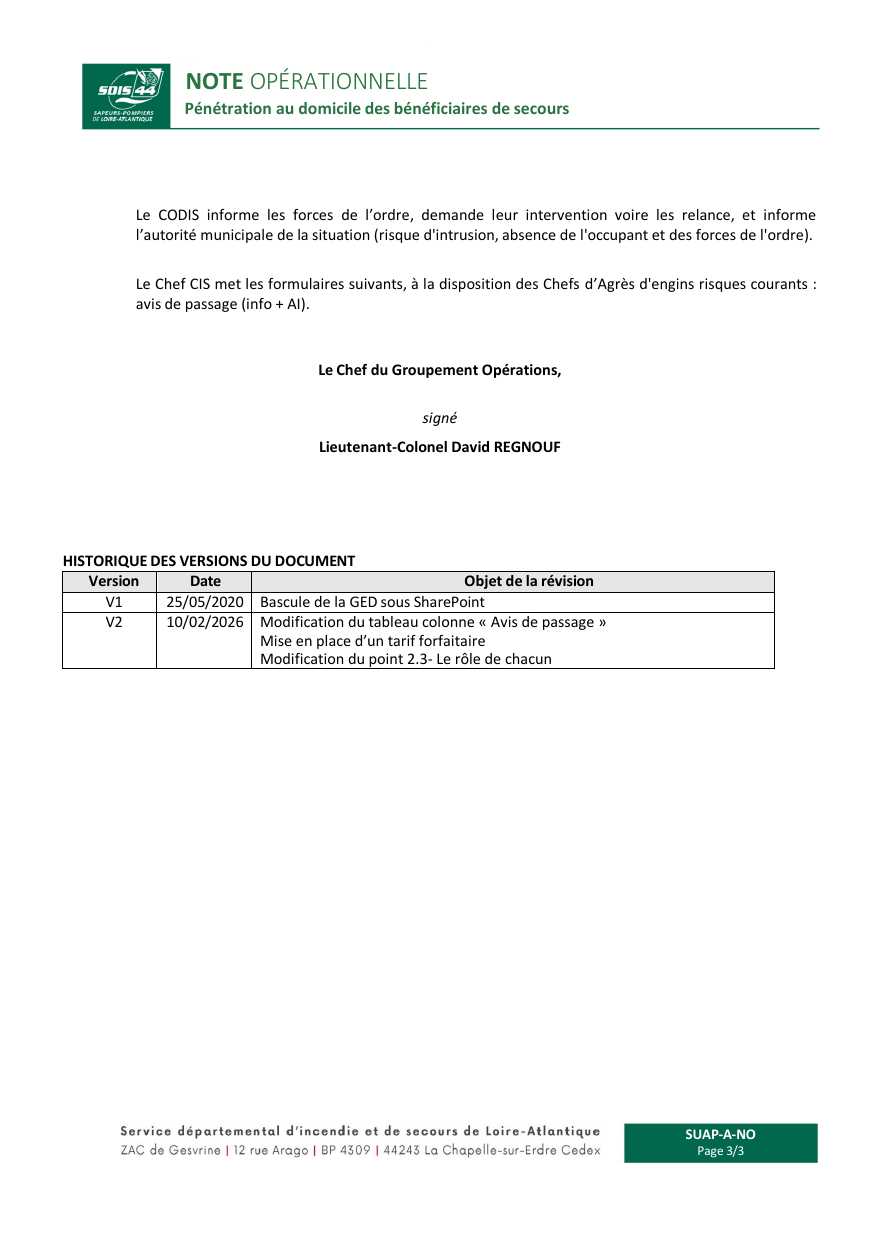 SDIS 44
SAPEURS-POMPIERS
DE LOIRE-ATLANTIQUE
NOTE OPÉRATIONNELLE
Pénétration au domicile des bénéficiaires de secours
Le CODIS informe les forces de l’ordre, demande leur intervention voire les relance, et informe
l’autorité municipale de la situation (risque d'intrusion, absence de l'occupant et des forces de l'ordre).
Le Chef CIS met les formulaires suivants, à la disposition des Chefs d’Agrès d'engins risques courants :
avis de passage (info + AI).
Le Chef du Groupement Opérations,
signé
Lieutenant-Colonel David REGNOUF
HISTORIQUE DES VERSIONS DU DOCUMENT
Version Date Objet de la révision
V1 25/05/2020 Bascule de la GED sous SharePoint
V2 10/02/2026 Modification du tableau colonne « Avis de passage »
Mise en place d’un tarif forfaitaire
Modification du point 2.3- Le rôle de chacun
Service départemental d’incendie et de secours de Loire-Atlantique
ZAC de Gesvrine | 12 rue Arago | BP 4309 | 44243 La Chapelle-sur-Erdre Cedex
SUAP-A-NO
Page 3/3